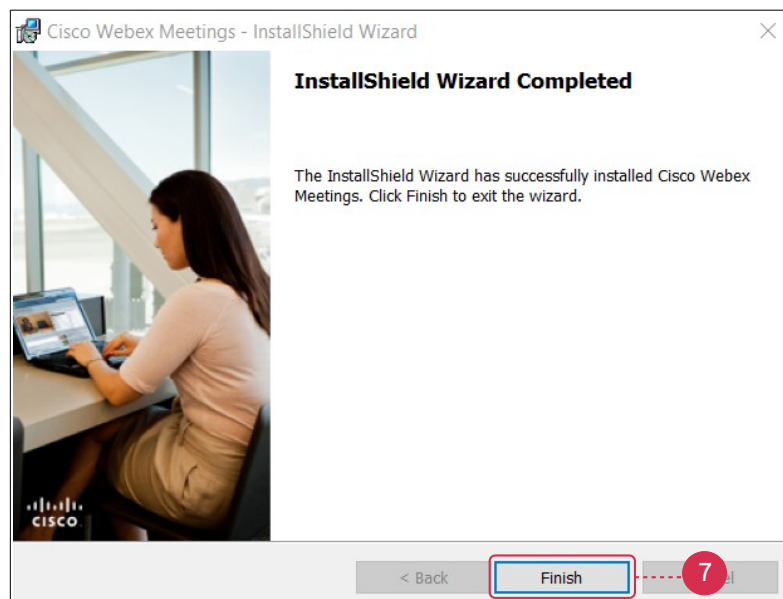 Cisco Webex Meetings - InstallShield Wizard
InstallShield Wizard Completed
The InstallShield Wizard has successfully installed Cisco Webex
Meetings. Click Finish to exit the wizard.
CISCO
< Back
Finish
7